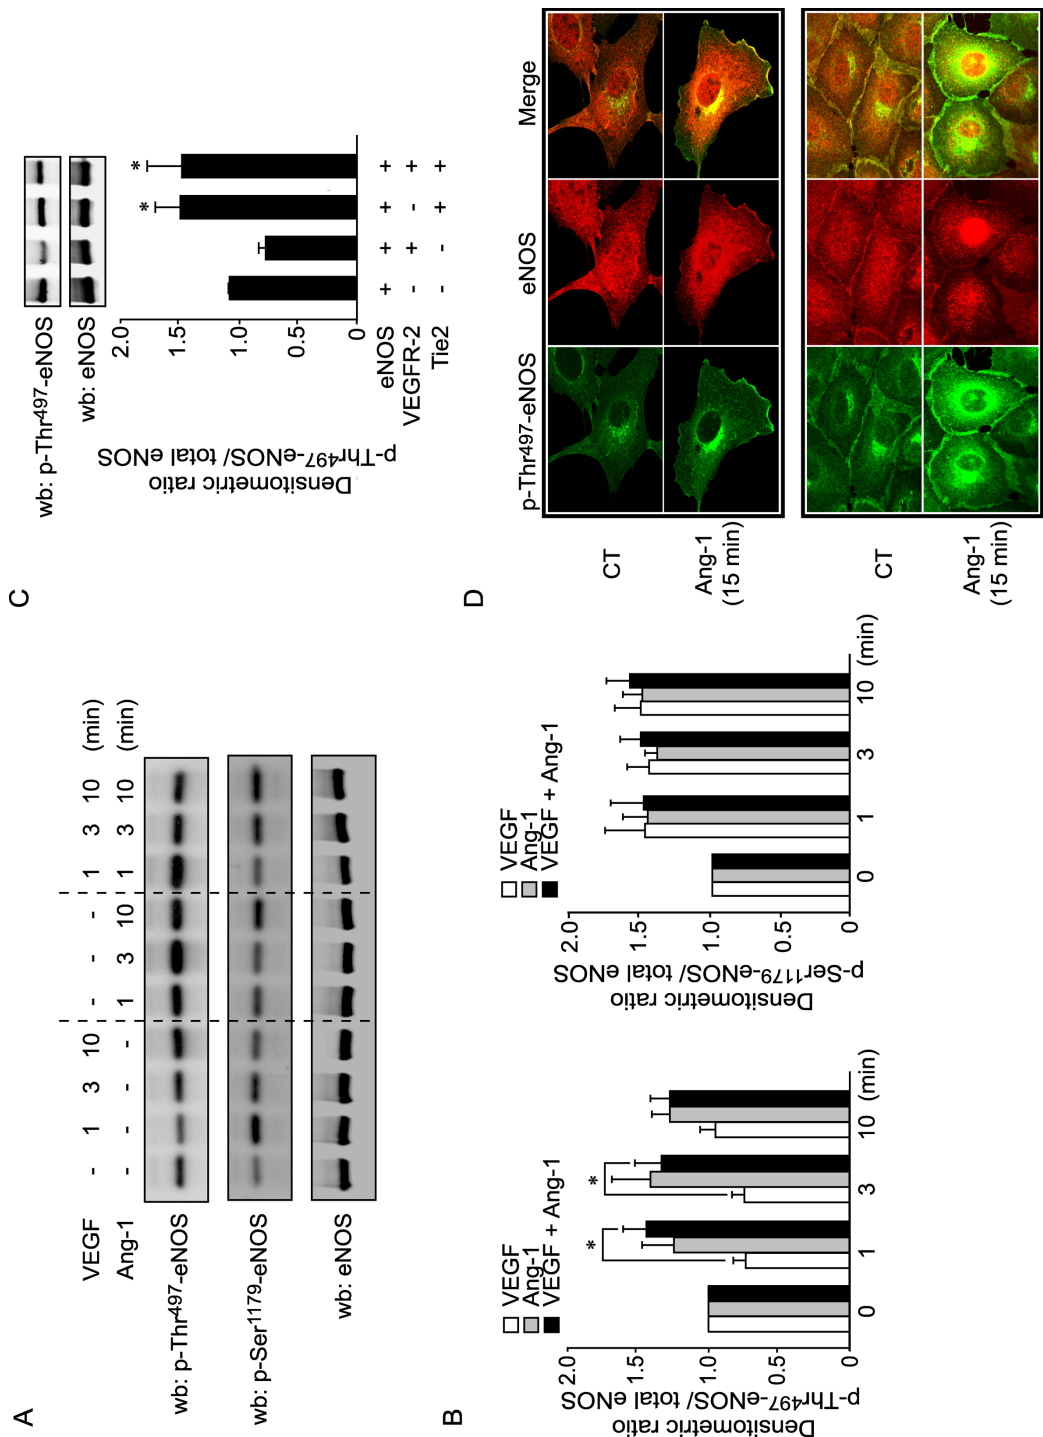 A
VEGF - 1 3 10 - - - 1 3 10 (min)
Ang-1 - - - - 1 3 10 1 3 10 (min)
wb: p-Thr497-eNOS
wb: p-Ser1179-eNOS
wb: eNOS
B
VEGF
Ang-1
VEGF + Ang-1
Densitometric ratio
p-Thr497-eNOS/ total eNOS
2.0
1.5
1.0
0.5
0
* *
0 1 3 10 (min)
VEGF
Ang-1
VEGF + Ang-1
Densitometric ratio
p-Ser1179-eNOS/ total eNOS
2.0
1.5
1.0
0.5
0
0 1 3 10 (min)
C
wb: p-Thr497-eNOS
wb: eNOS
Densitometric ratio
p-Thr497-eNOS/ total eNOS
2.0
1.5
1.0
0.5
0
* *
eNOS + + + +
VEGFR-2 - + - +
Tie2 - - + +
D
p-Thr497-eNOS eNOS Merge
CT
Ang-1
(15 min)
CT
Ang-1
(15 min)